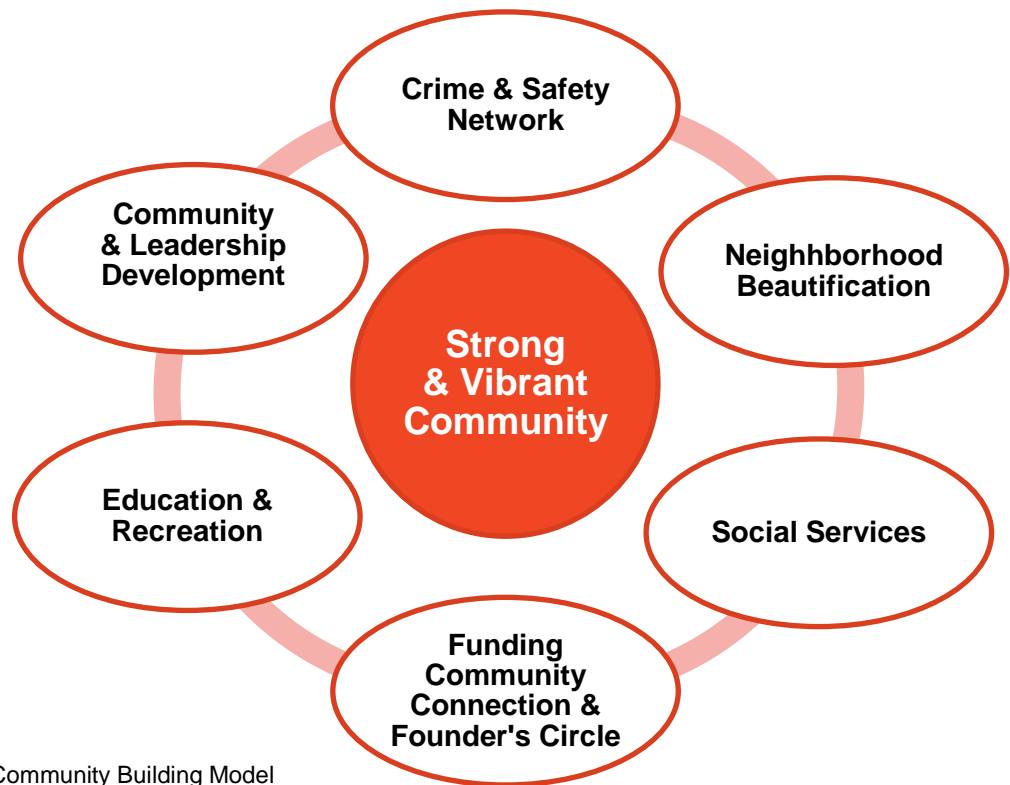 Crime & Safety
Network
Community
& Leadership
Development
Neighhborhood
Beautification
Strong
& Vibrant
Community
Education &
Recreation
Social Services
Funding
Community
Connection &
Founder's Circle
Community Building Model